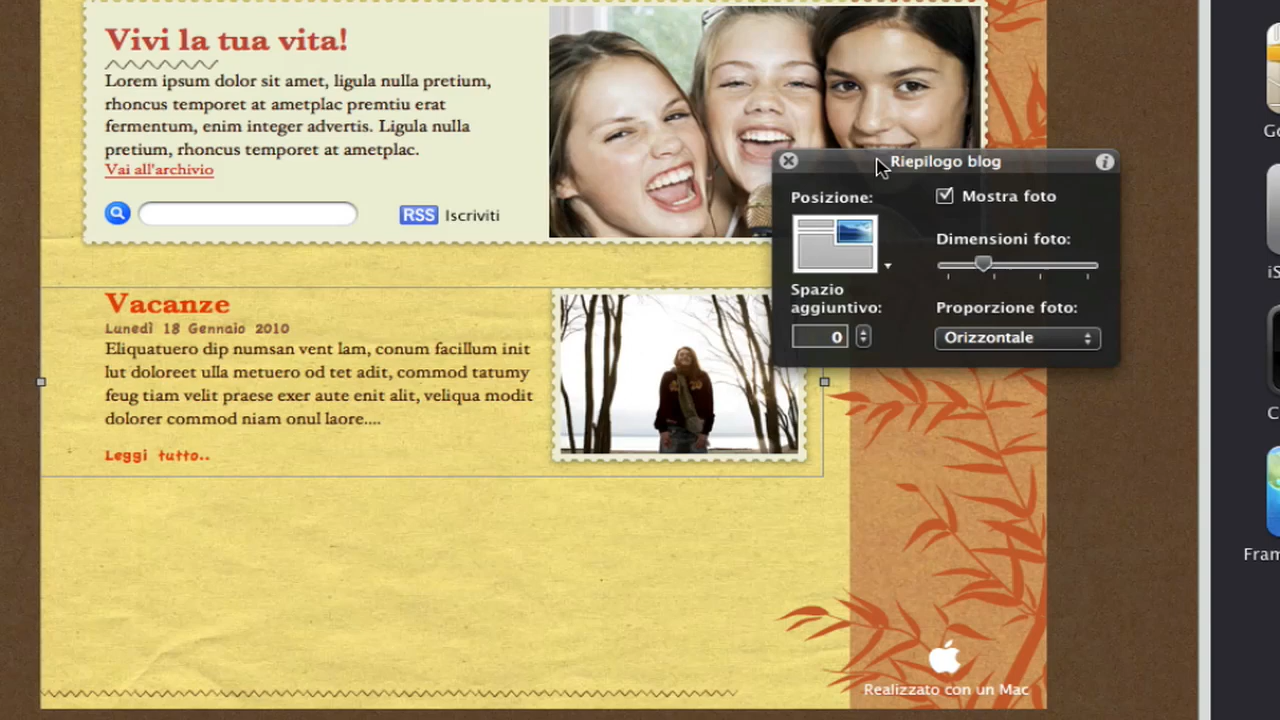 Vivi la tua vita!
Lorem ipsum dolor sit amet, ligula nulla pretium,
rhoncus temporet at ametplac premtiu erat
fermentum, enim integer advertis. Ligula nulla
pretium, rhoncus temporet at ametplac.
Vai all'archivio
RSS Iscriviti
Riepilogo blog
Posizione:
Mostra foto
Dimensioni foto:
Spazio
aggiuntivo:
0
Proporzione foto:
Orizzontale
Vacanze
Lunedì 18 Gennaio 2010
Eliquatuero dip numsan vent lam, conum facillum init
lut doloreet ulla metuero od tet adit, commod tatumy
feug tiam velit praese exer aute enit alit, veliqua modit
dolorer commod niam onul laore....
Leggi tutto..
Realizzato con un Mac